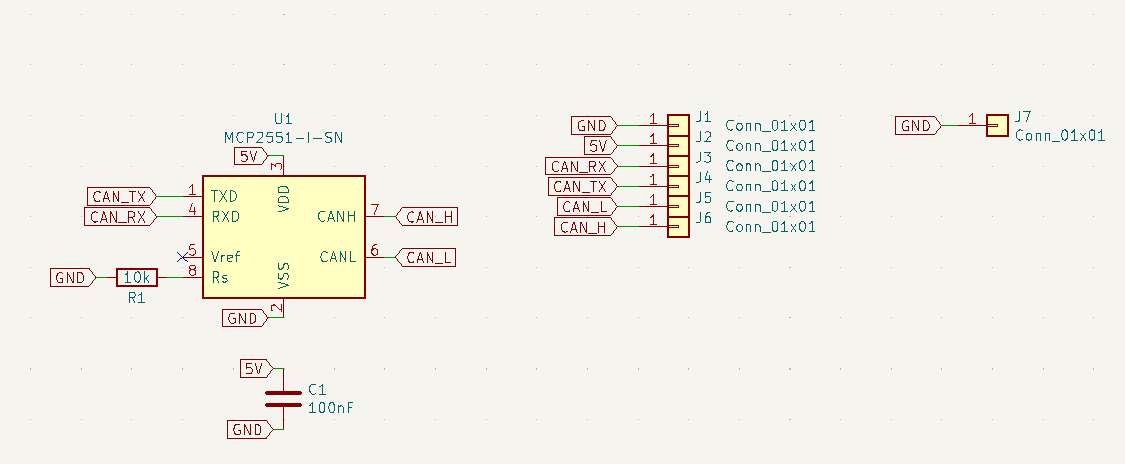 U1
MCP2551-I-SN
5V
3
VDD
CAN_TX 1 TXD
CAN_RX 4 RXD
CANH 7 CAN_H
5 Vref
CANL 6 CAN_L
GND 10k 8 Rs
R1
VSS
2
GND
5V
C1
100nF
GND
GND 1 J1 Conn_01x01
5V 1 J2 Conn_01x01
CAN_RX 1 J3 Conn_01x01
CAN_TX 1 J4 Conn_01x01
CAN_L 1 J5 Conn_01x01
CAN_H 1 J6 Conn_01x01
GND 1 J7
Conn_01x01